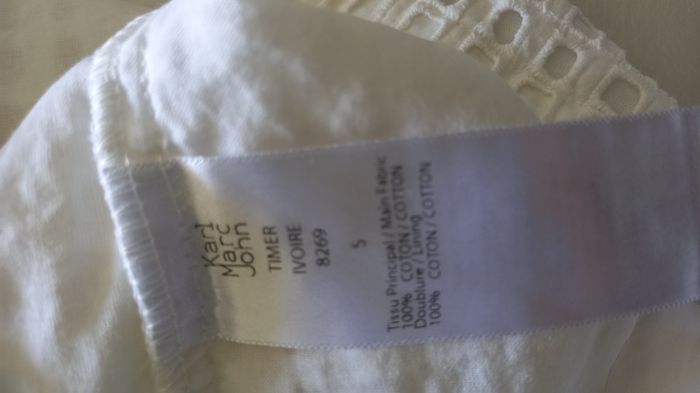 Karl
Marc
John
TIMER
IVOIRE
8269
S
Tissu Principal / Main Fabric
100% COTON / COTTON
Doublure / Lining
100% COTON / COTTON